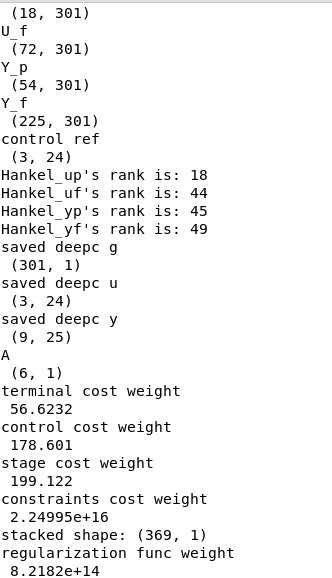 (18, 301)
U_f
(72, 301)
Y_p
(54, 301)
Y_f
(225, 301)
control ref
(3, 24)
Hankel_up's rank is: 18
Hankel_uf's rank is: 44
Hankel_yp's rank is: 45
Hankel_yf's rank is: 49
saved deepc g
(301, 1)
saved deepc u
(3, 24)
saved deepc y
(9, 25)
A
(6, 1)
terminal cost weight
56.6232
control cost weight
178.601
stage cost weight
199.122
constraints cost weight
2.24995e+16
stacked shape: (369, 1)
regularization func weight
8.2182e+14